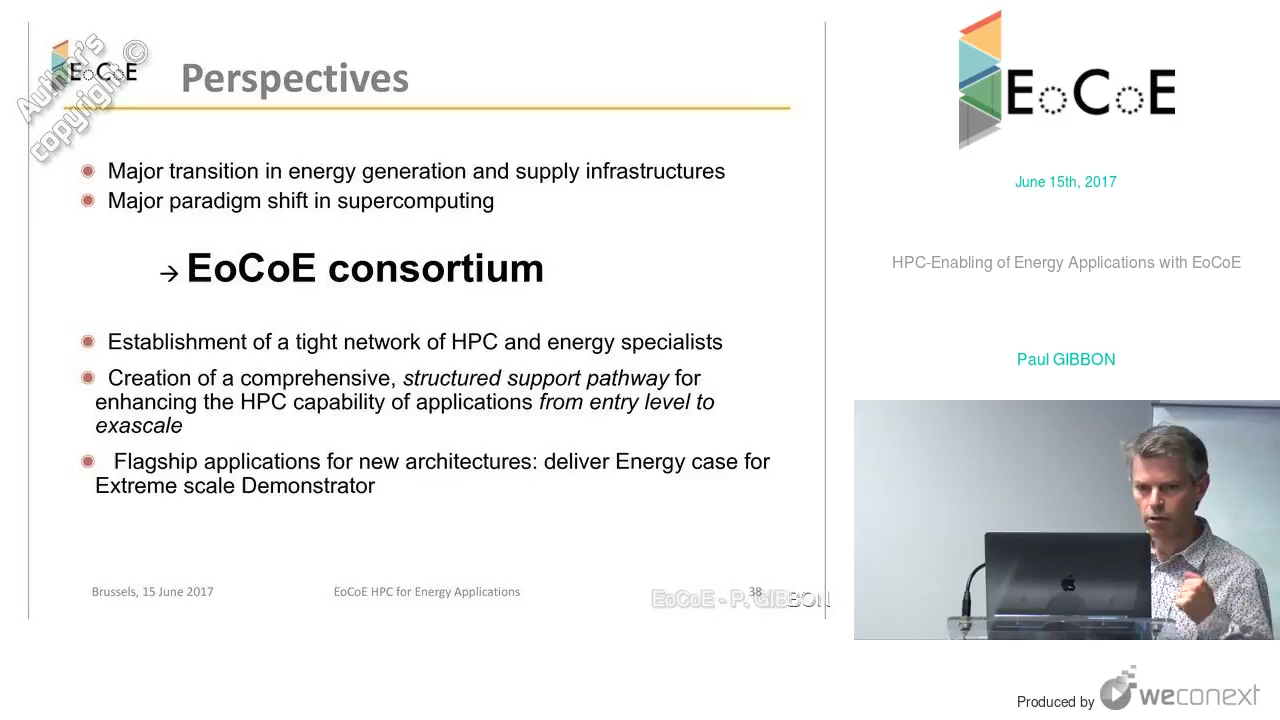 Author's ©
copyright
EoCoE
Perspectives
Major transition in energy generation and supply infrastructures
Major paradigm shift in supercomputing
→ EoCoE consortium
Establishment of a tight network of HPC and energy specialists
Creation of a comprehensive, structured support pathway for
enhancing the HPC capability of applications from entry level to
exascale
Flagship applications for new architectures: deliver Energy case for
Extreme scale Demonstrator
Brussels, 15 June 2017
EoCoE HPC for Energy Applications
38
EoCoE - P. GIBBON
EoCoE
June 15th, 2017
HPC-Enabling of Energy Applications with EoCoE
Paul GIBBON
Produced by
weconext